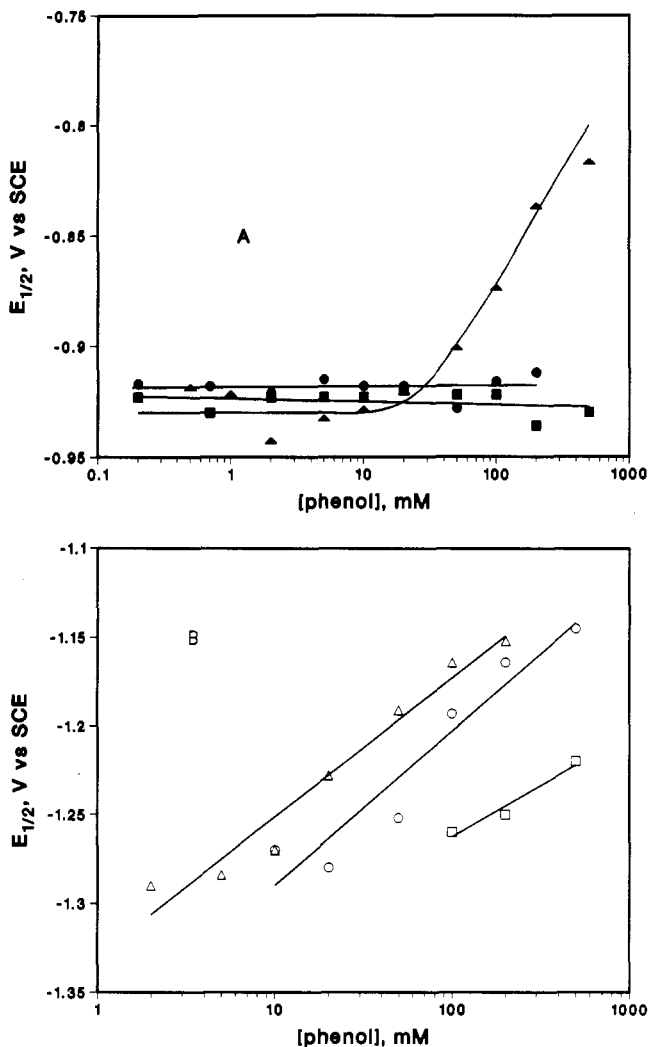 -0.75
-0.8
-0.85
-0.9
-0.95
E1/2, V vs SCE
A
0.1 1 10 100 1000
[phenol], mM
-1.1
-1.15
-1.2
-1.25
-1.3
-1.35
E1/2, V vs SCE
B
1 10 100 1000
[phenol], mM